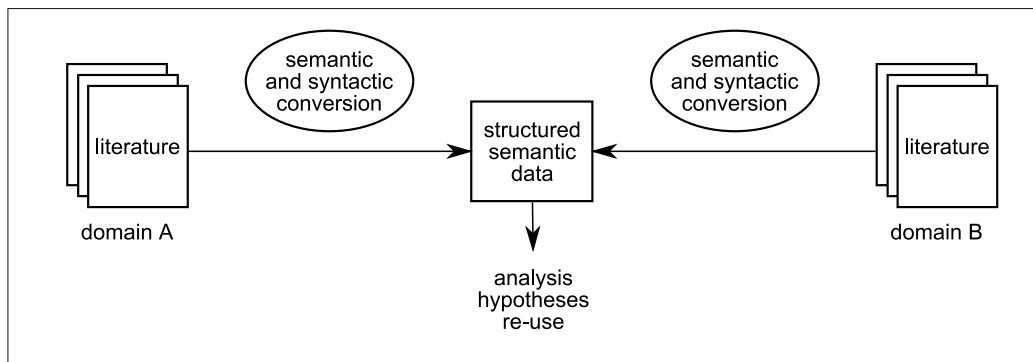 semantic
and syntactic
conversion
semantic
and syntactic
conversion
literature
structured
semantic
data
literature
domain A
domain B
analysis
hypotheses
re-use